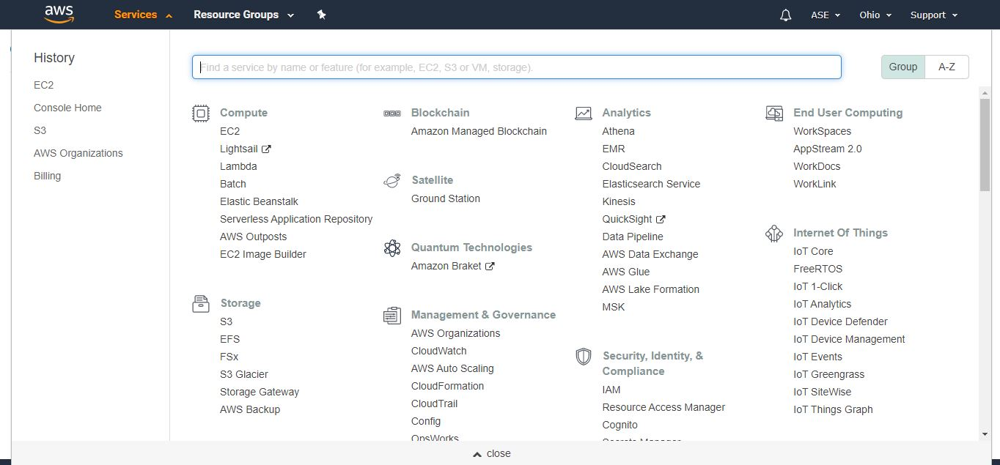 aws
Services
Resource Groups
ASE
Ohio
Support
History
EC2
Console Home
S3
AWS Organizations
Billing
Find a service by name or feature (for example, EC2, S3 or VM, storage).
Group
A-Z
Compute
EC2
Lightsail
Lambda
Batch
Elastic Beanstalk
Serverless Application Repository
AWS Outposts
EC2 Image Builder
Storage
S3
EFS
FSx
S3 Glacier
Storage Gateway
AWS Backup
Blockchain
Amazon Managed Blockchain
Satellite
Ground Station
Quantum Technologies
Amazon Braket
Management & Governance
AWS Organizations
CloudWatch
AWS Auto Scaling
CloudFormation
CloudTrail
Config
OpsWorks
Analytics
Athena
EMR
CloudSearch
Elasticsearch Service
Kinesis
QuickSight
Data Pipeline
AWS Data Exchange
AWS Glue
AWS Lake Formation
MSK
Security, Identity, &
Compliance
IAM
Resource Access Manager
Cognito
Secrets Manager
End User Computing
WorkSpaces
AppStream 2.0
WorkDocs
WorkLink
Internet Of Things
IoT Core
FreeRTOS
IoT 1-Click
IoT Analytics
IoT Device Defender
IoT Device Management
IoT Events
IoT Greengrass
IoT SiteWise
IoT Things Graph
close